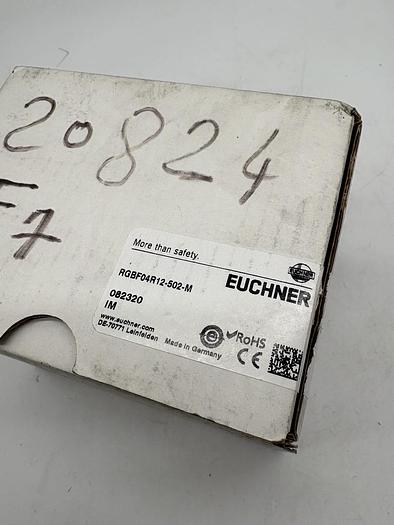 20824
F7
More than safety.
EUCHNER
RGBF04R12-502-M
082320
IM
www.euchner.com
DE-70771 Leinfelden
Made in Germany
RoHS
CE